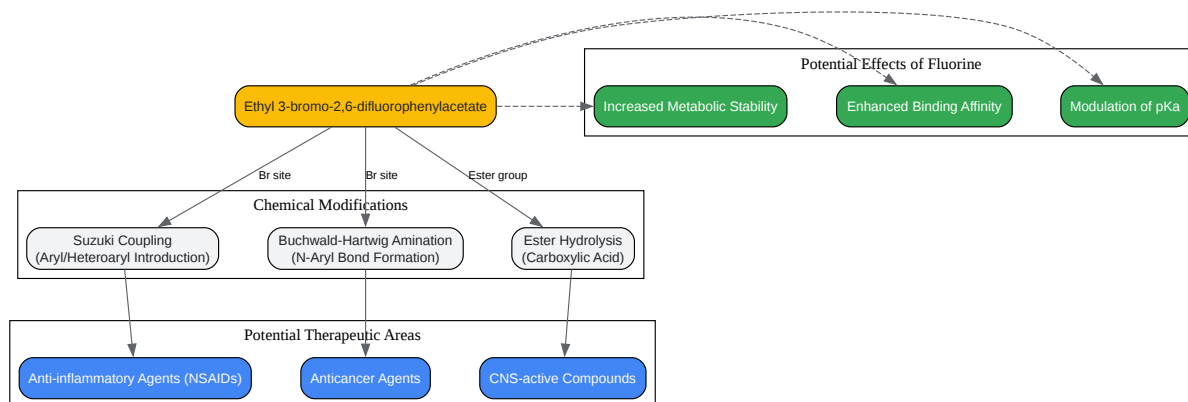 Potential Effects of Fluorine
Ethyl 3-bromo-2,6-difluorophenylacetate
Increased Metabolic Stability
Enhanced Binding Affinity
Modulation of pKa
Br site
Br site
Ester group
Chemical Modifications
Suzuki Coupling
(Aryl/Heteroaryl Introduction)
Buchwald-Hartwig Amination
(N-Aryl Bond Formation)
Ester Hydrolysis
(Carboxylic Acid)
Potential Therapeutic Areas
Anti-inflammatory Agents (NSAIDs)
Anticancer Agents
CNS-active Compounds